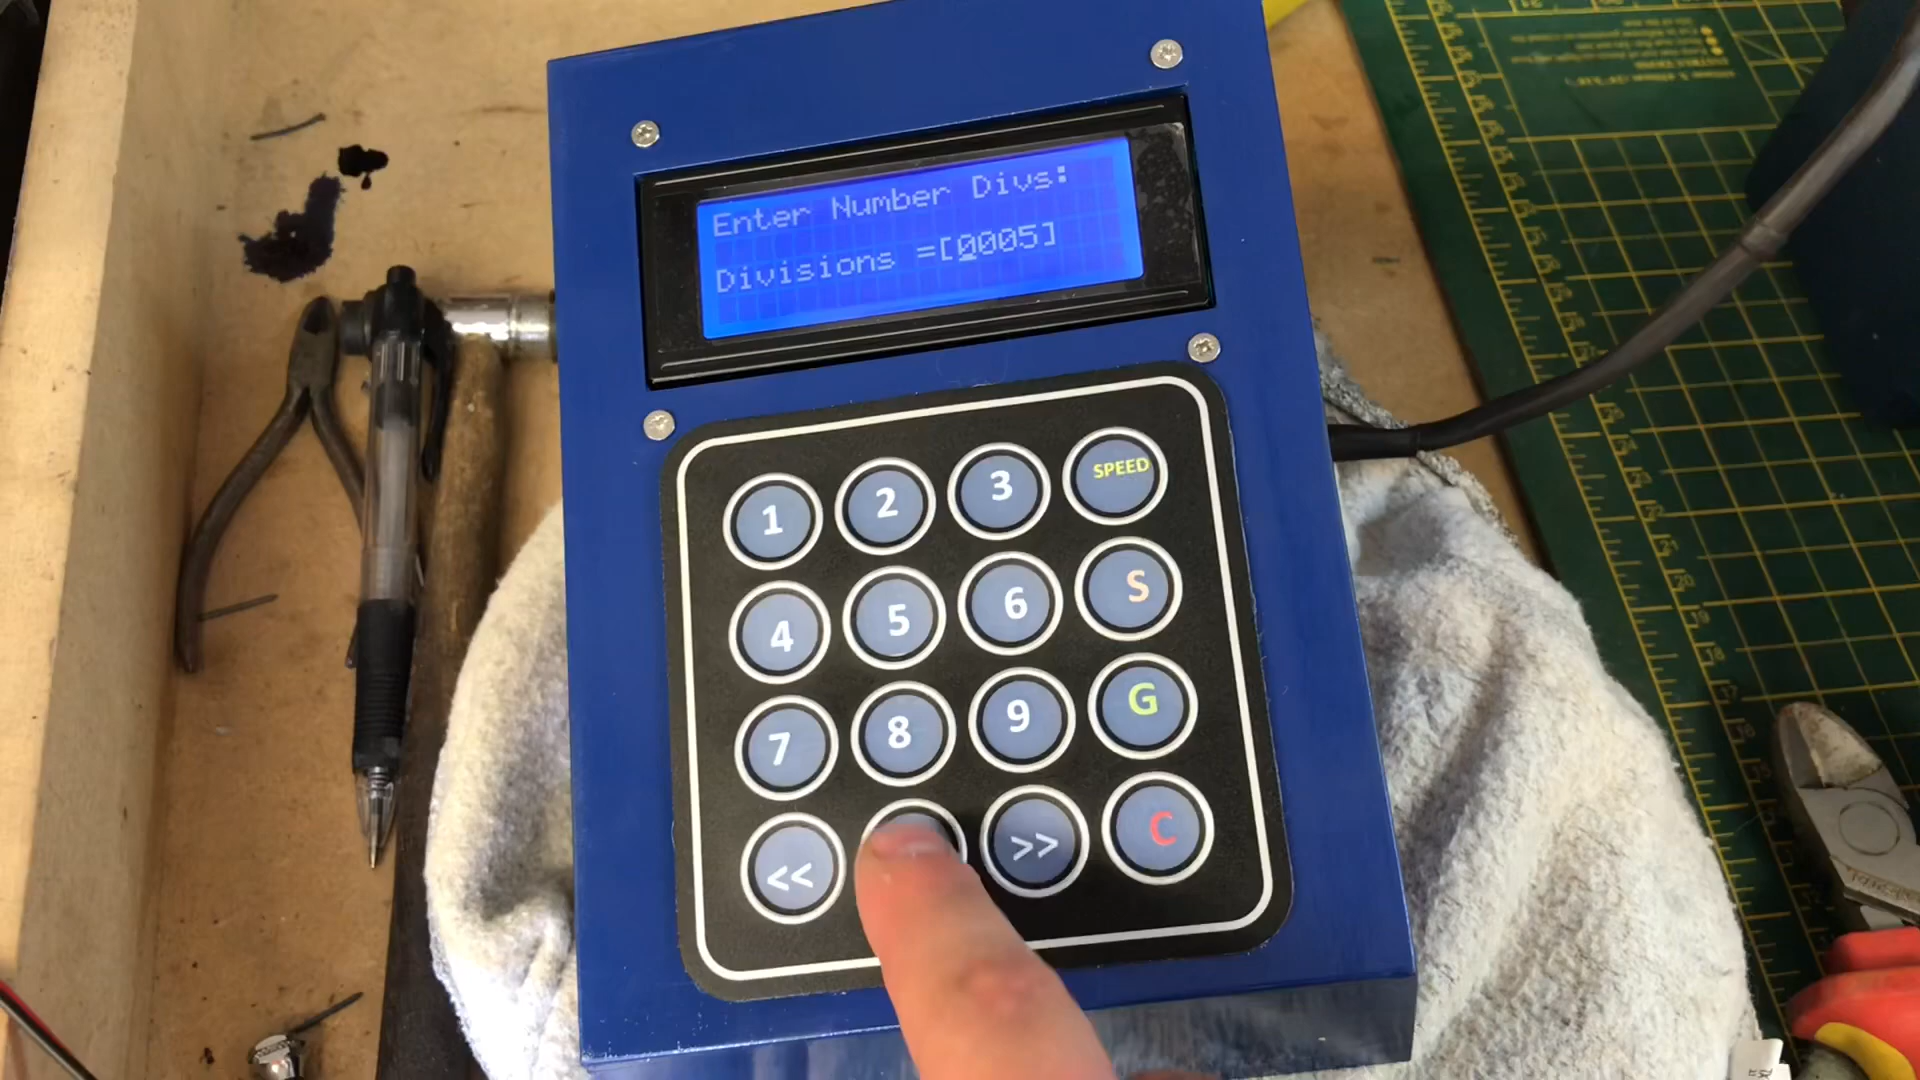 Enter Number Divs:
Divisions =[0005]
1 2 3 SPEED
4 5 6 S
7 8 9 G
<< >> C